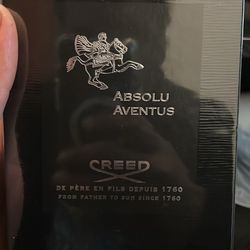 ABSOLU
AVENTUS
CREED
DE PÈRE EN FILS DEPUIS 1760
FROM FATHER TO SON SINCE 1760